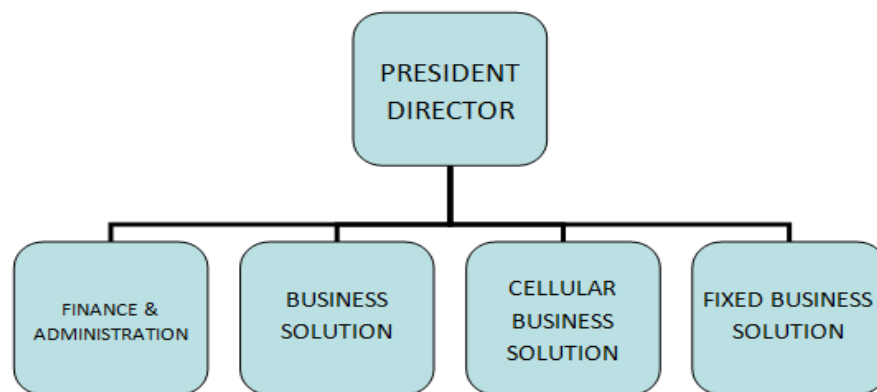 PRESIDENT
DIRECTOR
FINANCE &
ADMINISTRATION
BUSINESS
SOLUTION
CELLULAR
BUSINESS
SOLUTION
FIXED BUSINESS
SOLUTION